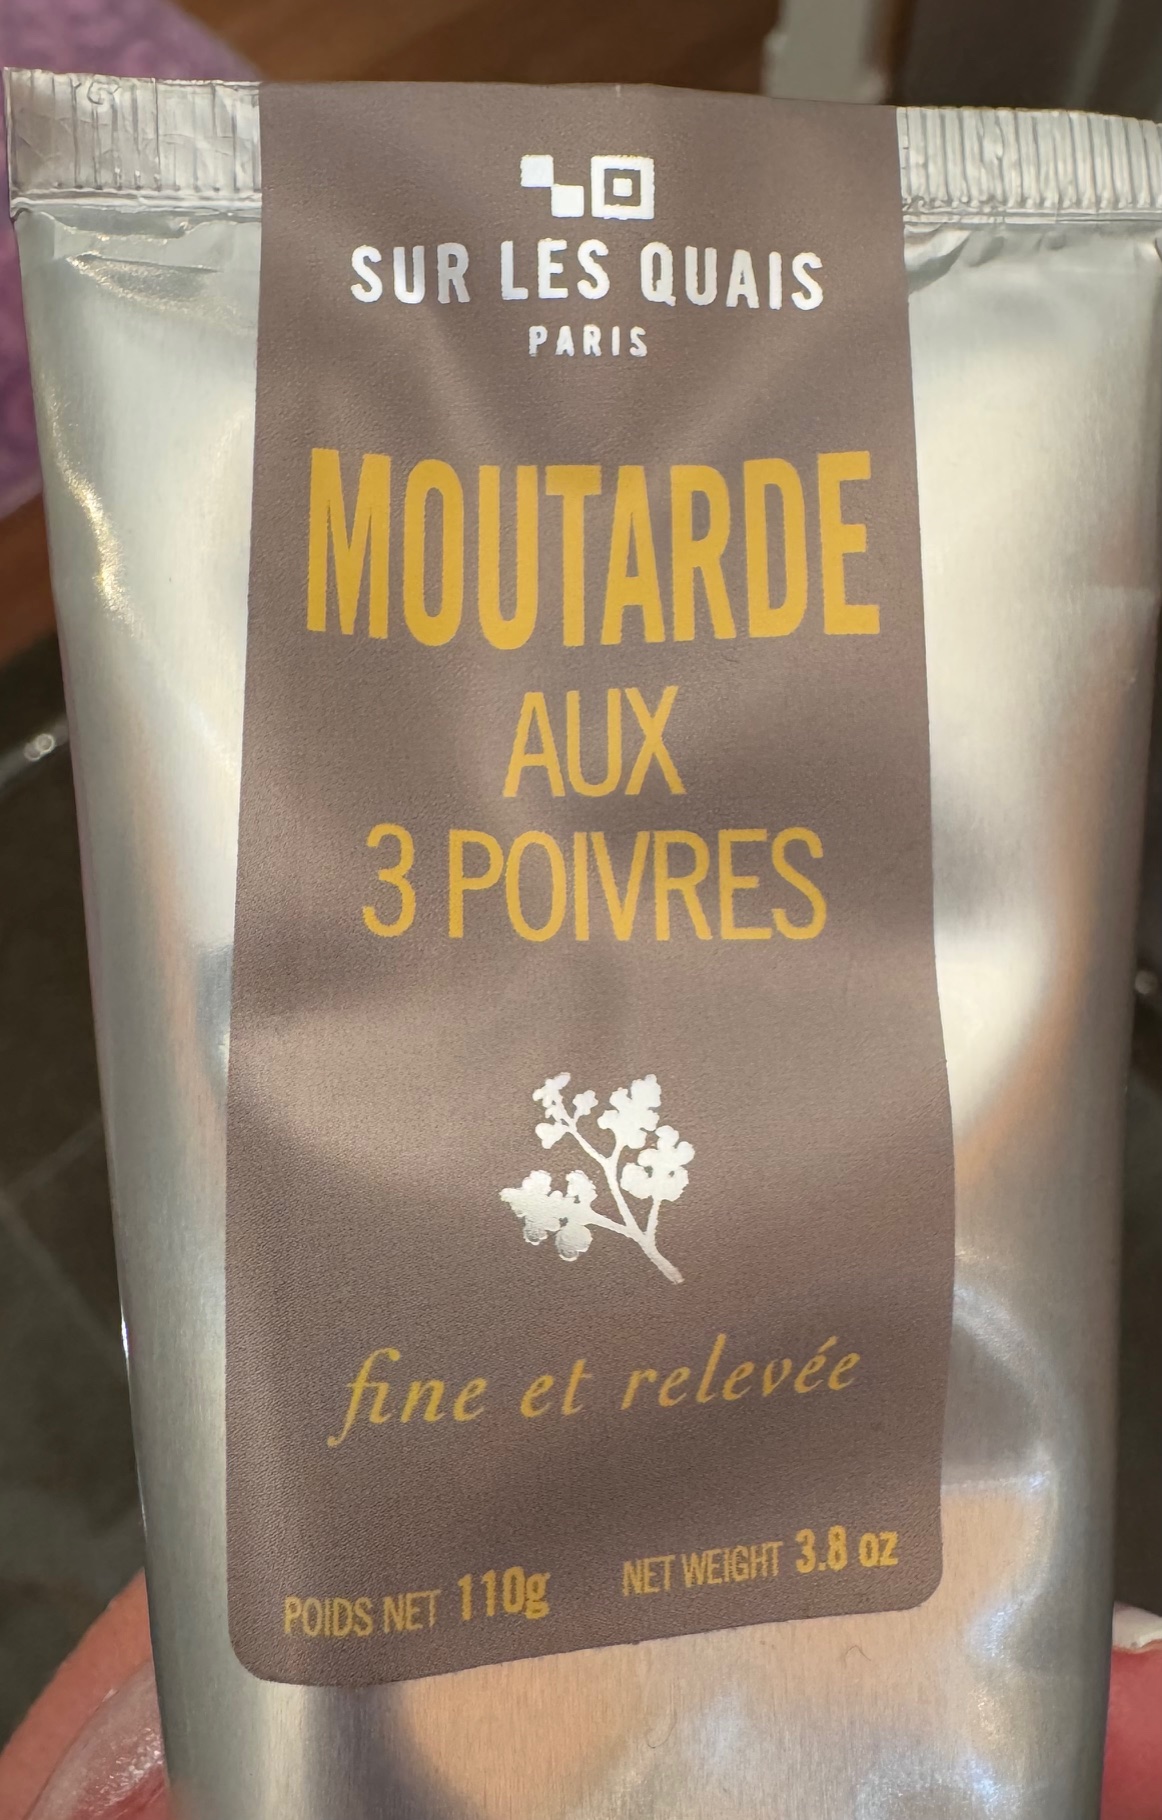 SUR LES QUAIS
PARIS
MOUTARDE
AUX
3 POIVRES
fine et relevée
POIDS NET 110g NET WEIGHT 3.8 oz